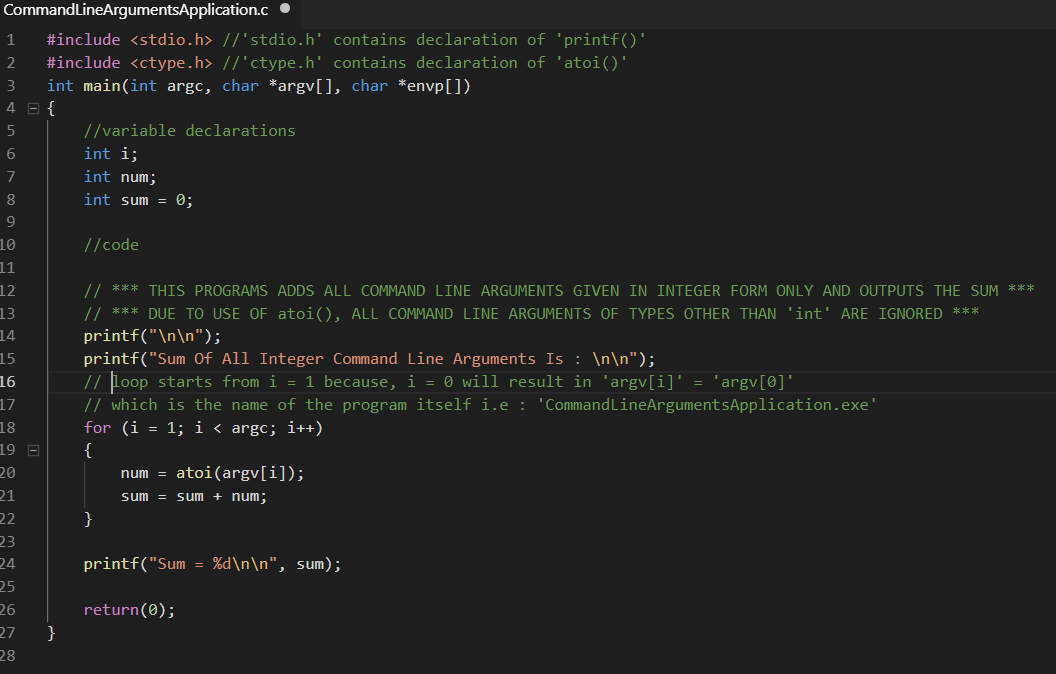 CommandLineArgumentsApplication.c ●
1 #include <stdio.h> //'stdio.h' contains declaration of 'printf()'
2 #include <ctype.h> //'ctype.h' contains declaration of 'atoi()'
3 int main(int argc, char *argv[], char *envp[])
4 {
5 //variable declarations
6 int i;
7 int num;
8 int sum = 0;
9
10 //code
11
12 // *** THIS PROGRAMS ADDS ALL COMMAND LINE ARGUMENTS GIVEN IN INTEGER FORM ONLY AND OUTPUTS THE SUM ***
13 // *** DUE TO USE OF atoi(), ALL COMMAND LINE ARGUMENTS OF TYPES OTHER THAN 'int' ARE IGNORED ***
14 printf("\n\n");
15 printf("Sum Of All Integer Command Line Arguments Is : \n\n");
16 // loop starts from i = 1 because, i = 0 will result in 'argv[i]' = 'argv[0]'
17 // which is the name of the program itself i.e : 'CommandLineArgumentsApplication.exe'
18 for (i = 1; i < argc; i++)
19 {
20 num = atoi(argv[i]);
21 sum = sum + num;
22 }
23
24 printf("Sum = %d\n\n", sum);
25
26 return(0);
27 }
28